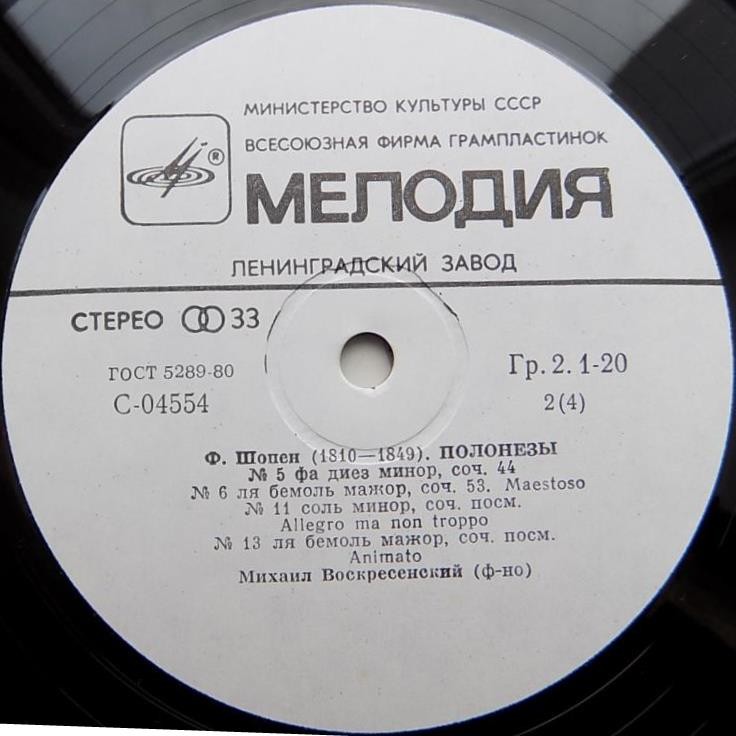 МИНИСТЕРСТВО КУЛЬТУРЫ СССР
ВСЕСОЮЗНАЯ ФИРМА ГРАМПЛАСТИНОК
®
МЕЛОДИЯ
ЛЕНИНГРАДСКИЙ ЗАВОД
СТЕРЕО 33
ГОСТ 5289-80
Гр. 2. 1-20
С-04554
2(4)
Ф. Шопен (1810—1849). ПОЛОНЕЗЫ
№ 5 фа диез минор, соч. 44
№ 6 ля бемоль мажор, соч. 53. Maestoso
№ 11 соль минор, соч. посм.
Allegro ma non troppo
№ 13 ля бемоль мажор, соч. посм.
Animato
Михаил Воскресенский (ф-но)